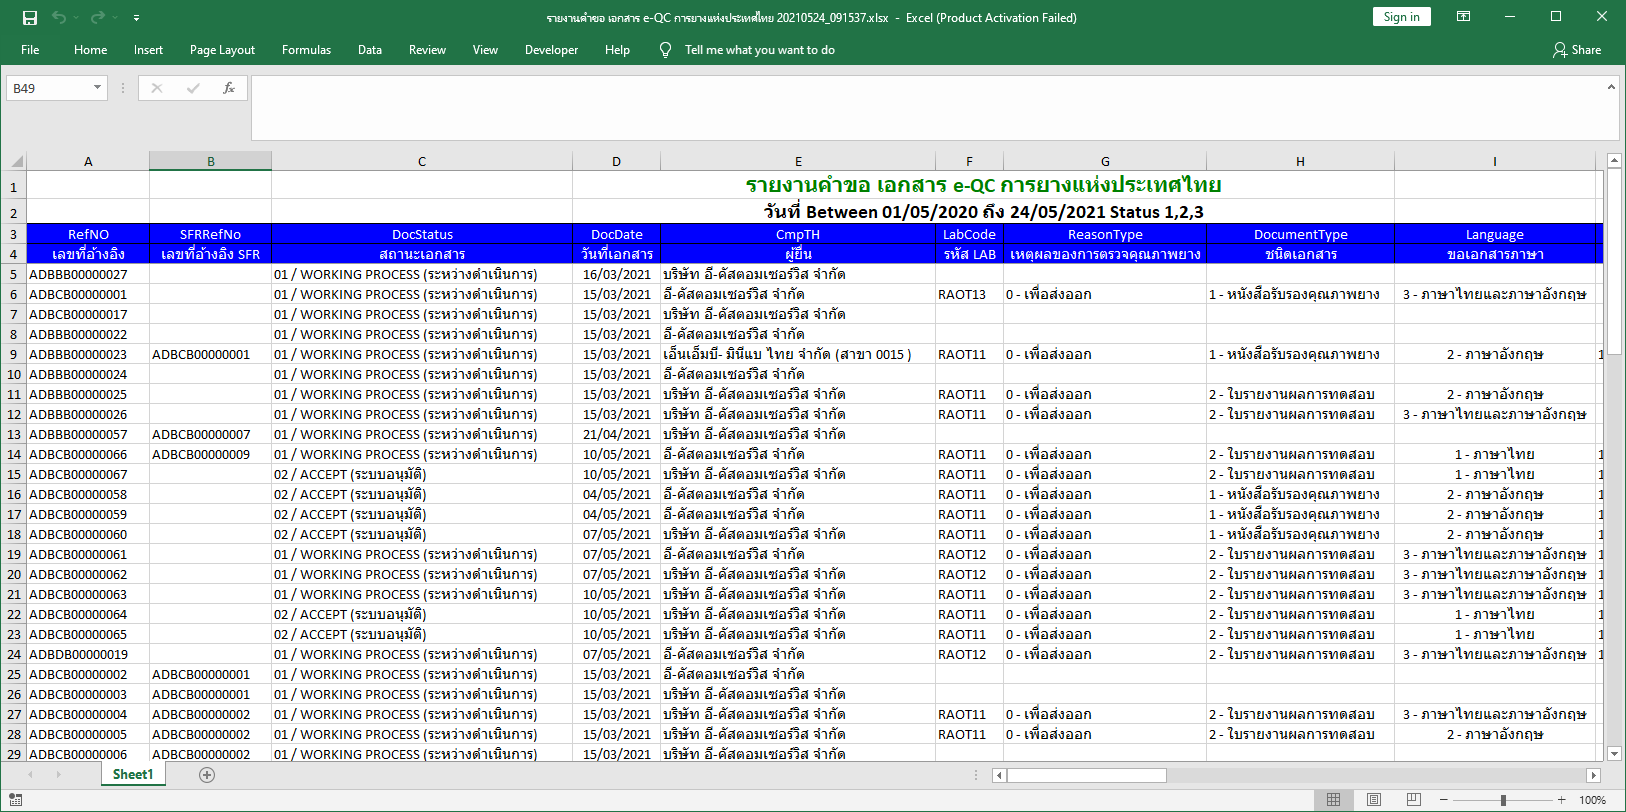 รายงานคำขอ เอกสาร e-QC การยางแห่งประเทศไทย 20210524_091537.xlsx - Excel (Product Activation Failed)
Sign in
File Home Insert Page Layout Formulas Data Review View Developer Help Tell me what you want to do Share
B49 fx
A B C D E F G H I
1 รายงานคำขอ เอกสาร e-QC การยางแห่งประเทศไทย
2 วันที่ Between 01/05/2020 ถึง 24/05/2021 Status 1,2,3
3 RefNO SFRRefNo DocStatus DocDate CmpTH LabCode ReasonType DocumentType Language
4 เลขที่อ้างอิง เลขที่อ้างอิง SFR สถานะเอกสาร วันที่เอกสาร ผู้ยื่น รหัส LAB เหตุผลของการตรวจคุณภาพยาง ชนิดเอกสาร ขอเอกสารภาษา
5 ADBBB00000027 01 / WORKING PROCESS (ระหว่างดำเนินการ) 16/03/2021 บริษัท อี-คัสตอมเซอร์วิส จำกัด
6 ADBCB00000001 01 / WORKING PROCESS (ระหว่างดำเนินการ) 15/03/2021 อี-คัสตอมเซอร์วิส จำกัด RAOT13 0 - เพื่อส่งออก 1 - หนังสือรับรองคุณภาพยาง 3 - ภาษาไทยและภาษาอังกฤษ
7 ADBCB00000017 01 / WORKING PROCESS (ระหว่างดำเนินการ) 15/03/2021 บริษัท อี-คัสตอมเซอร์วิส จำกัด
8 ADBBB00000022 01 / WORKING PROCESS (ระหว่างดำเนินการ) 15/03/2021 อี-คัสตอมเซอร์วิส จำกัด
9 ADBBB00000023 ADBCB00000001 01 / WORKING PROCESS (ระหว่างดำเนินการ) 15/03/2021 เอ็นเอ็มบี- มินีแบ ไทย จำกัด (สาขา 0015 ) RAOT11 0 - เพื่อส่งออก 1 - หนังสือรับรองคุณภาพยาง 2 - ภาษาอังกฤษ 1
10 ADBBB00000024 01 / WORKING PROCESS (ระหว่างดำเนินการ) 15/03/2021 อี-คัสตอมเซอร์วิส จำกัด
11 ADBBB00000025 01 / WORKING PROCESS (ระหว่างดำเนินการ) 15/03/2021 บริษัท อี-คัสตอมเซอร์วิส จำกัด RAOT11 0 - เพื่อส่งออก 2 - ใบรายงานผลการทดสอบ 2 - ภาษาอังกฤษ
12 ADBBB00000026 01 / WORKING PROCESS (ระหว่างดำเนินการ) 15/03/2021 บริษัท อี-คัสตอมเซอร์วิส จำกัด RAOT11 0 - เพื่อส่งออก 2 - ใบรายงานผลการทดสอบ 3 - ภาษาไทยและภาษาอังกฤษ
13 ADBBB00000057 ADBCB00000007 01 / WORKING PROCESS (ระหว่างดำเนินการ) 21/04/2021 บริษัท อี-คัสตอมเซอร์วิส จำกัด
14 ADBCB00000066 ADBCB00000009 01 / WORKING PROCESS (ระหว่างดำเนินการ) 10/05/2021 อี-คัสตอมเซอร์วิส จำกัด RAOT11 0 - เพื่อส่งออก 2 - ใบรายงานผลการทดสอบ 1 - ภาษาไทย 1
15 ADBCB00000067 02 / ACCEPT (ระบบอนุมัติ) 10/05/2021 บริษัท อี-คัสตอมเซอร์วิส จำกัด RAOT11 0 - เพื่อส่งออก 2 - ใบรายงานผลการทดสอบ 1 - ภาษาไทย 1
16 ADBCB00000058 02 / ACCEPT (ระบบอนุมัติ) 04/05/2021 อี-คัสตอมเซอร์วิส จำกัด RAOT11 0 - เพื่อส่งออก 1 - หนังสือรับรองคุณภาพยาง 2 - ภาษาอังกฤษ 1
17 ADBCB00000059 02 / ACCEPT (ระบบอนุมัติ) 04/05/2021 อี-คัสตอมเซอร์วิส จำกัด RAOT11 0 - เพื่อส่งออก 1 - หนังสือรับรองคุณภาพยาง 2 - ภาษาอังกฤษ 1
18 ADBCB00000060 02 / ACCEPT (ระบบอนุมัติ) 07/05/2021 บริษัท อี-คัสตอมเซอร์วิส จำกัด RAOT11 0 - เพื่อส่งออก 1 - หนังสือรับรองคุณภาพยาง 2 - ภาษาอังกฤษ 1
19 ADBCB00000061 01 / WORKING PROCESS (ระหว่างดำเนินการ) 07/05/2021 อี-คัสตอมเซอร์วิส จำกัด RAOT12 0 - เพื่อส่งออก 2 - ใบรายงานผลการทดสอบ 3 - ภาษาไทยและภาษาอังกฤษ 1
20 ADBCB00000062 01 / WORKING PROCESS (ระหว่างดำเนินการ) 07/05/2021 บริษัท อี-คัสตอมเซอร์วิส จำกัด RAOT12 0 - เพื่อส่งออก 2 - ใบรายงานผลการทดสอบ 3 - ภาษาไทยและภาษาอังกฤษ 1
21 ADBCB00000063 01 / WORKING PROCESS (ระหว่างดำเนินการ) 10/05/2021 บริษัท อี-คัสตอมเซอร์วิส จำกัด RAOT11 0 - เพื่อส่งออก 2 - ใบรายงานผลการทดสอบ 3 - ภาษาไทยและภาษาอังกฤษ 1
22 ADBCB00000064 02 / ACCEPT (ระบบอนุมัติ) 10/05/2021 บริษัท อี-คัสตอมเซอร์วิส จำกัด RAOT11 0 - เพื่อส่งออก 2 - ใบรายงานผลการทดสอบ 1 - ภาษาไทย 1
23 ADBCB00000065 02 / ACCEPT (ระบบอนุมัติ) 10/05/2021 บริษัท อี-คัสตอมเซอร์วิส จำกัด RAOT11 0 - เพื่อส่งออก 2 - ใบรายงานผลการทดสอบ 1 - ภาษาไทย 1
24 ADBDB00000019 01 / WORKING PROCESS (ระหว่างดำเนินการ) 07/05/2021 อี-คัสตอมเซอร์วิส จำกัด RAOT12 0 - เพื่อส่งออก 2 - ใบรายงานผลการทดสอบ 3 - ภาษาไทยและภาษาอังกฤษ 1
25 ADBCB00000002 ADBCB00000001 01 / WORKING PROCESS (ระหว่างดำเนินการ) 15/03/2021 อี-คัสตอมเซอร์วิส จำกัด
26 ADBCB00000003 ADBCB00000001 01 / WORKING PROCESS (ระหว่างดำเนินการ) 15/03/2021 บริษัท อี-คัสตอมเซอร์วิส จำกัด
27 ADBCB00000004 ADBCB00000002 01 / WORKING PROCESS (ระหว่างดำเนินการ) 15/03/2021 บริษัท อี-คัสตอมเซอร์วิส จำกัด RAOT11 0 - เพื่อส่งออก 2 - ใบรายงานผลการทดสอบ 3 - ภาษาไทยและภาษาอังกฤษ 1
28 ADBCB00000005 ADBCB00000002 01 / WORKING PROCESS (ระหว่างดำเนินการ) 15/03/2021 บริษัท อี-คัสตอมเซอร์วิส จำกัด RAOT11 0 - เพื่อส่งออก 2 - ใบรายงานผลการทดสอบ 2 - ภาษาอังกฤษ 1
29 ADBCB00000006 ADBCB00000002 01 / WORKING PROCESS (ระหว่างดำเนินการ) 15/03/2021 บริษัท อี-คัสตอมเซอร์วิส จำกัด
Sheet1
100%